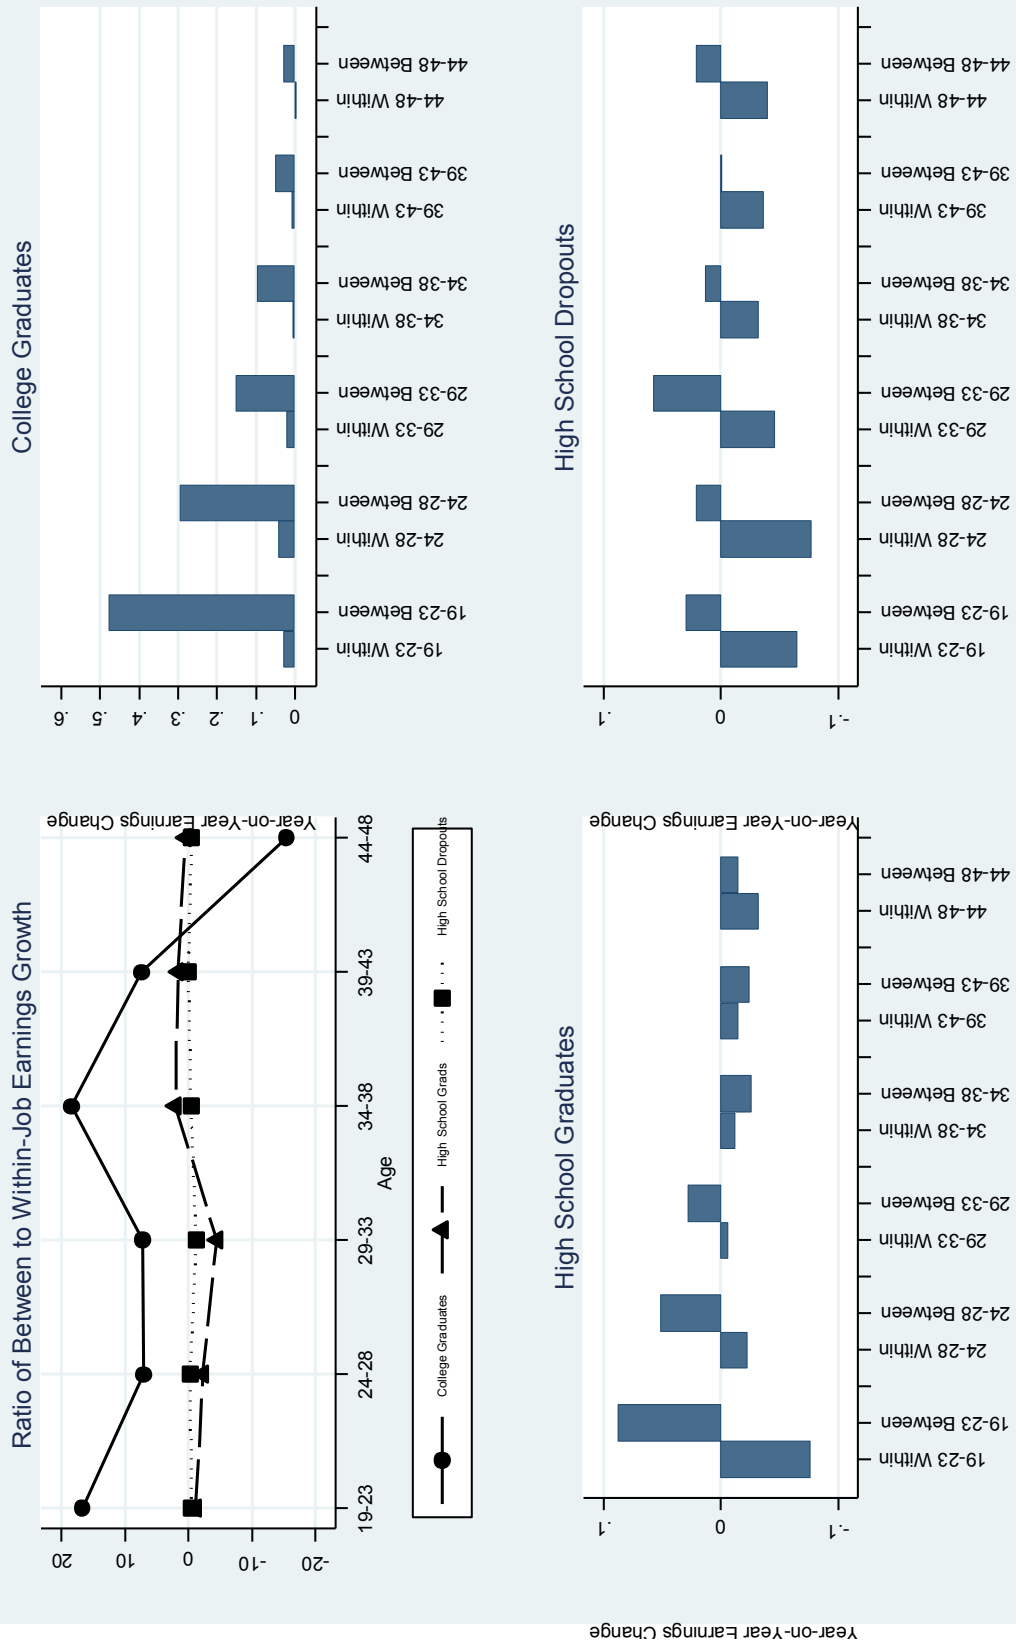 Ratio of Between to Within-Job Earnings Growth
20
10
0
-10
-20
19-23
24-28
29-33
34-38
39-43
44-48
Age
College Graduates
High School Grads
High School Dropouts
College Graduates
Year-on-Year Earnings Change
.6
.5
.4
.3
.2
.1
0
19-23 Within
19-23 Between
24-28 Within
24-28 Between
29-33 Within
29-33 Between
34-38 Within
34-38 Between
39-43 Within
39-43 Between
44-48 Within
44-48 Between
High School Graduates
Year-on-Year Earnings Change
.1
0
-.1
19-23 Within
19-23 Between
24-28 Within
24-28 Between
29-33 Within
29-33 Between
34-38 Within
34-38 Between
39-43 Within
39-43 Between
44-48 Within
44-48 Between
High School Dropouts
Year-on-Year Earnings Change
.1
0
-.1
19-23 Within
19-23 Between
24-28 Within
24-28 Between
29-33 Within
29-33 Between
34-38 Within
34-38 Between
39-43 Within
39-43 Between
44-48 Within
44-48 Between